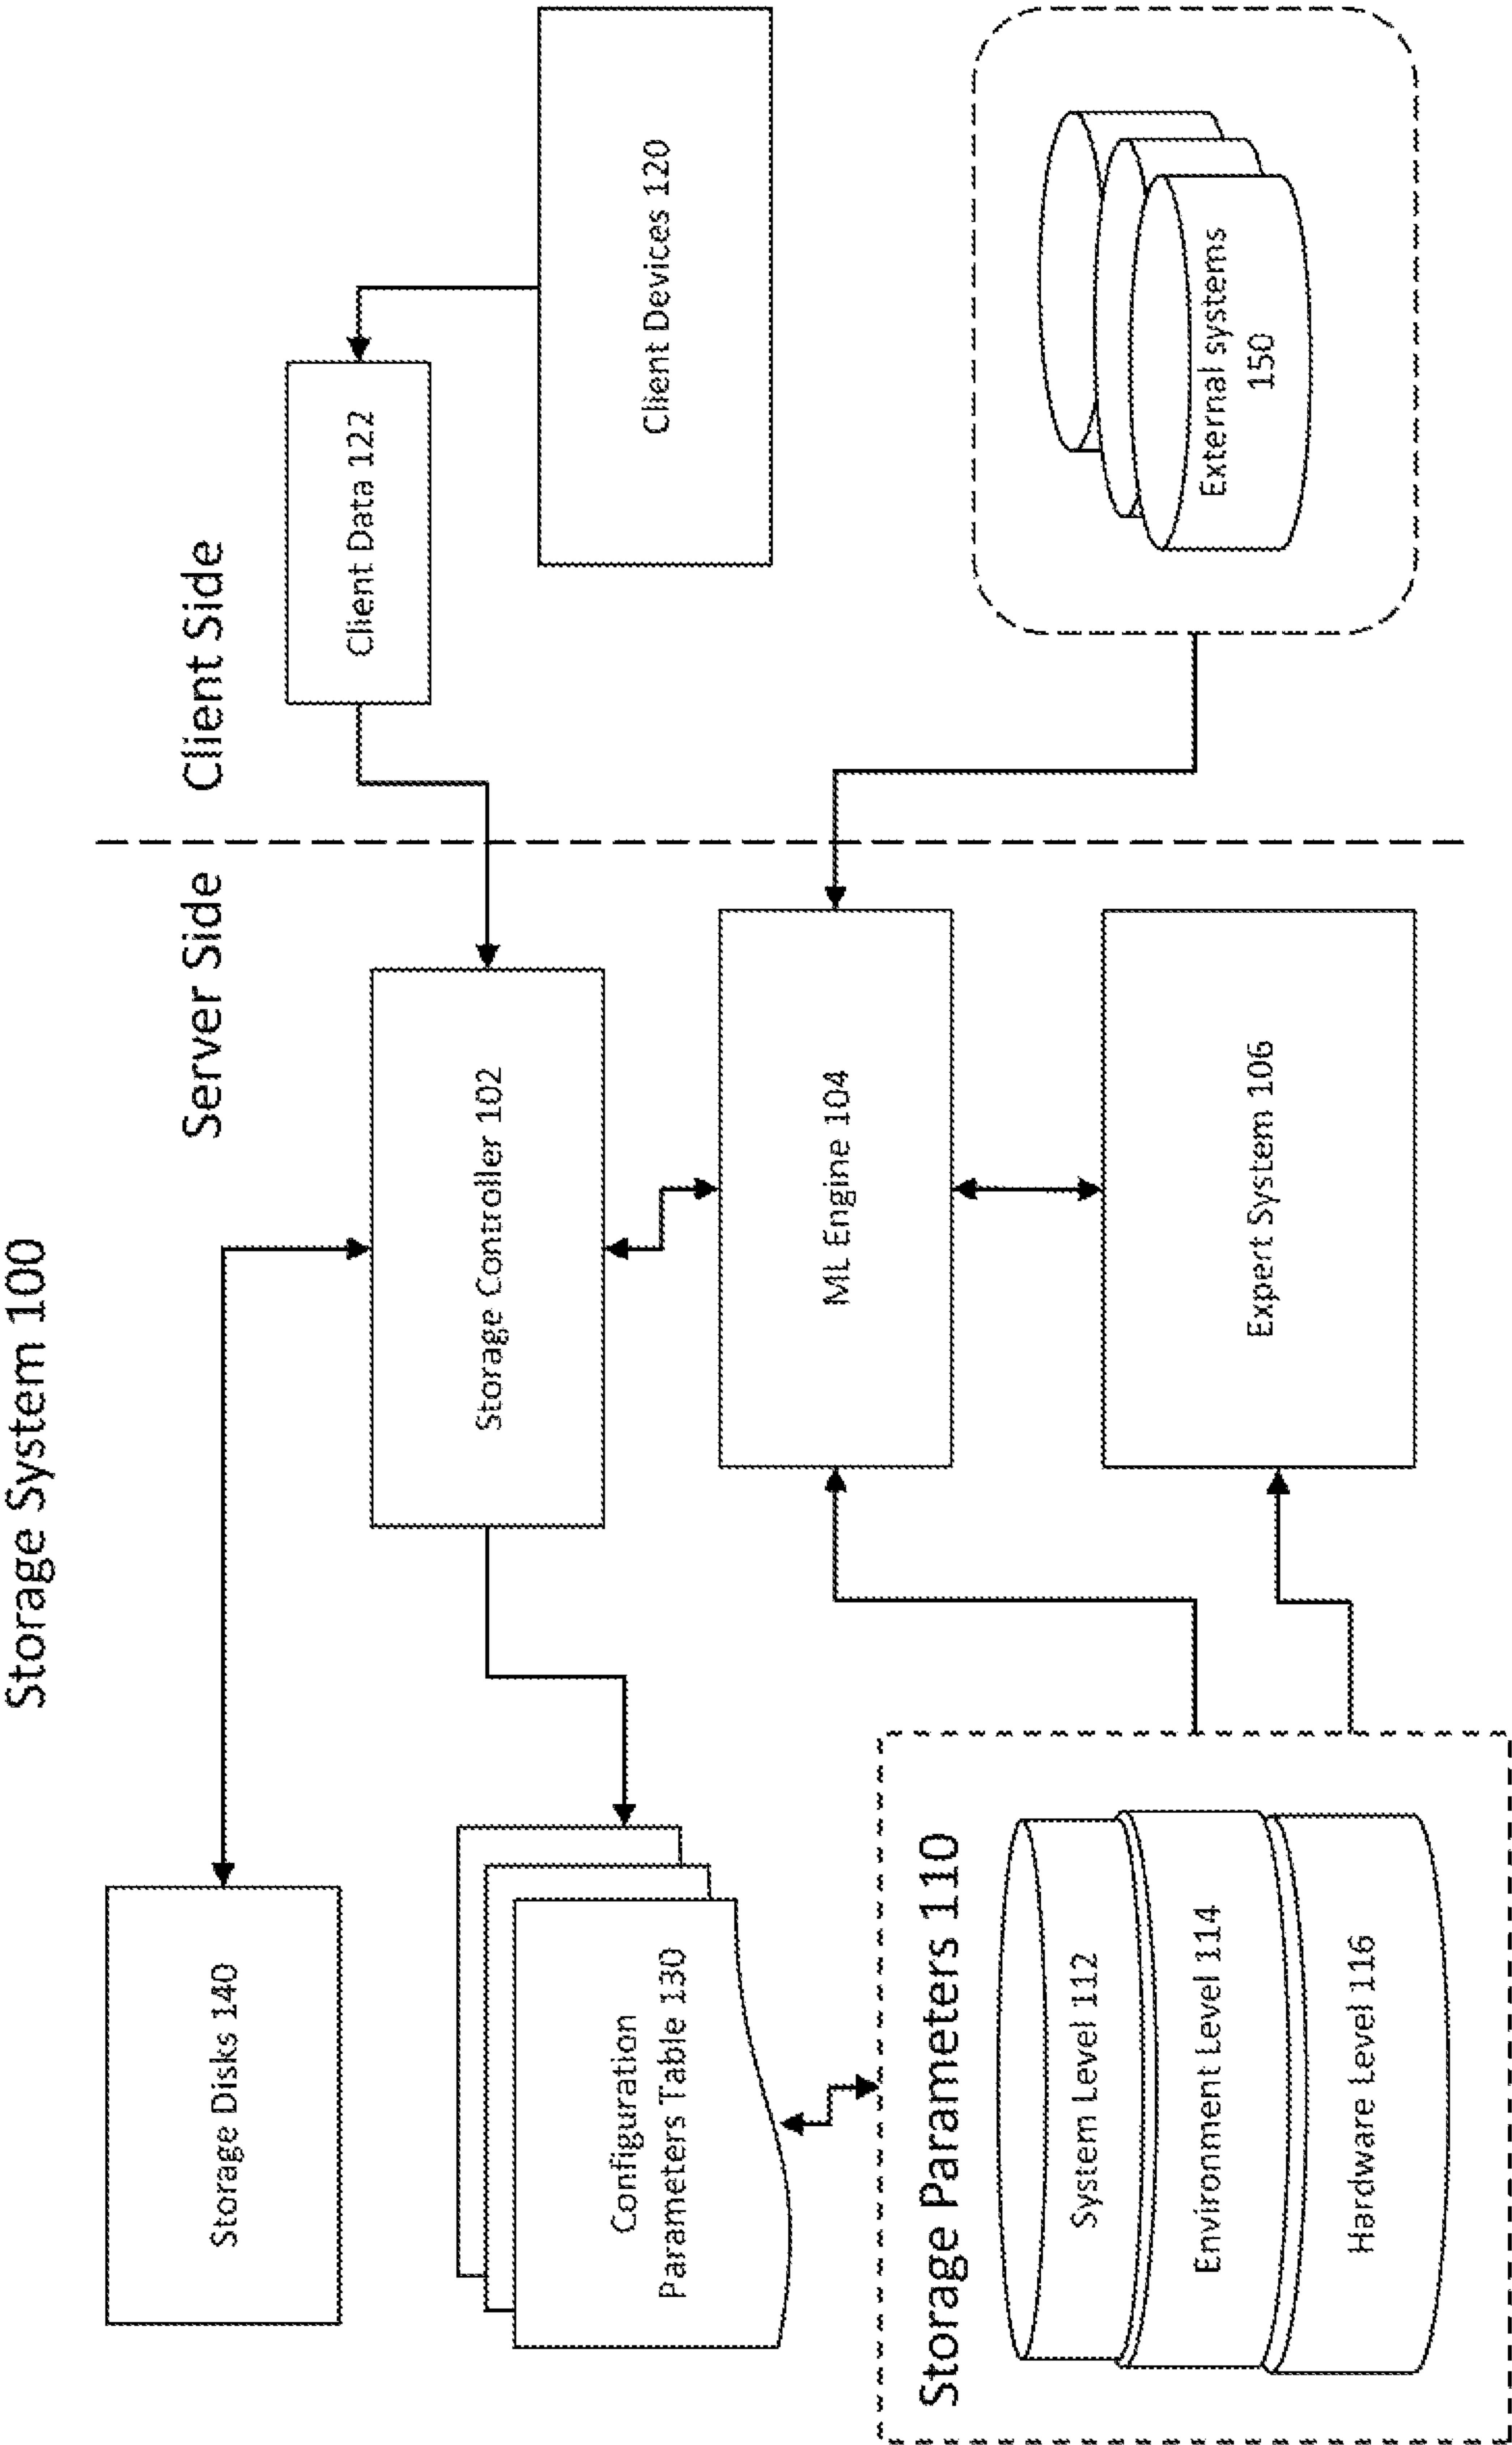 Storage System 100
Server Side
Client Side
Storage Disks 140
Storage Controller 102
Client Data 122
Configuration
Parameters Table 130
Client Devices 120
ML Engine 104
Storage Parameters 110
System Level 112
Environment Level 114
Hardware Level 116
Expert System 106
External systems
150